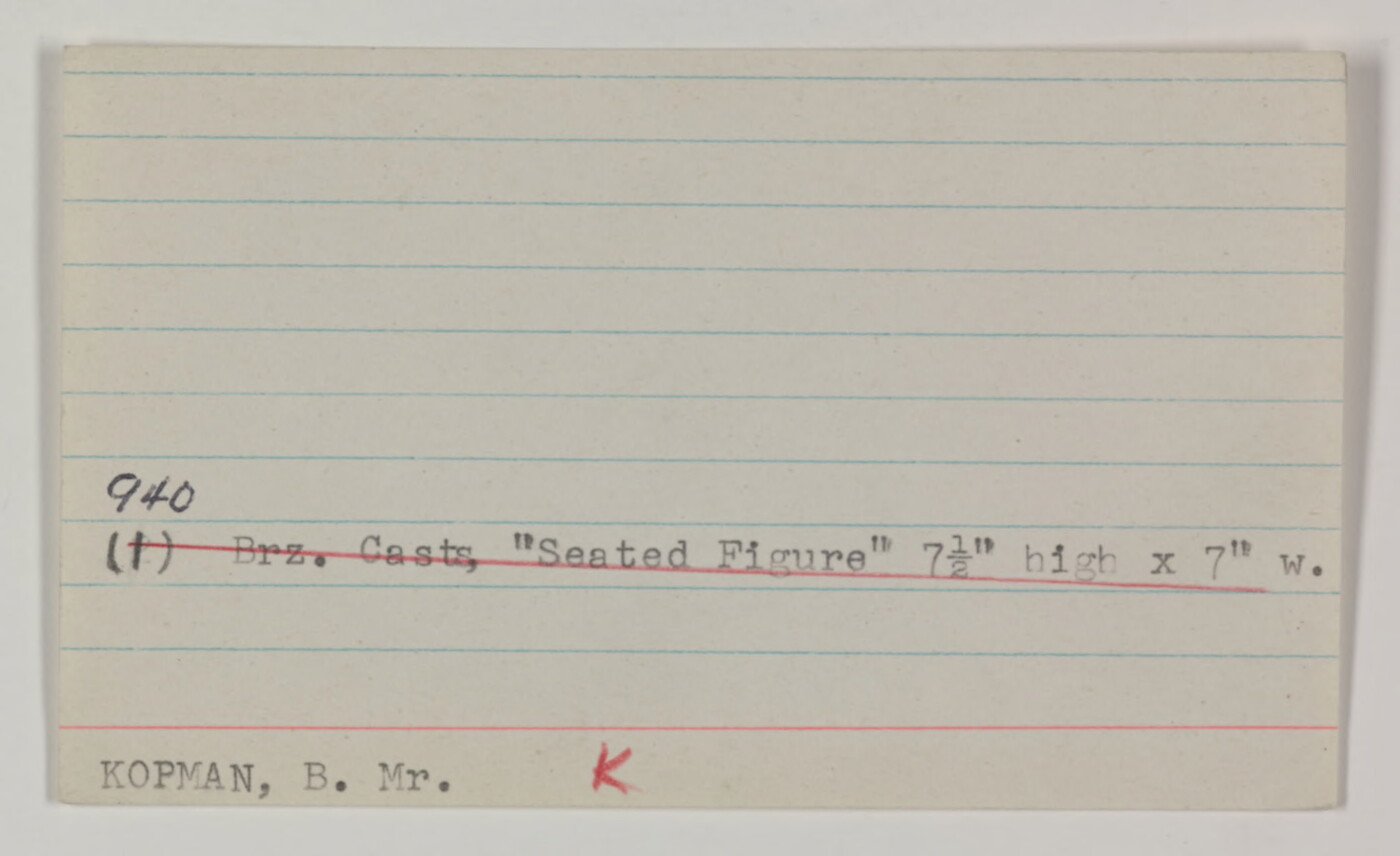 940
(1) Brz. Casts, "Seated Figure" 7½" high x 7" w.
KOPMAN, B. Mr. K